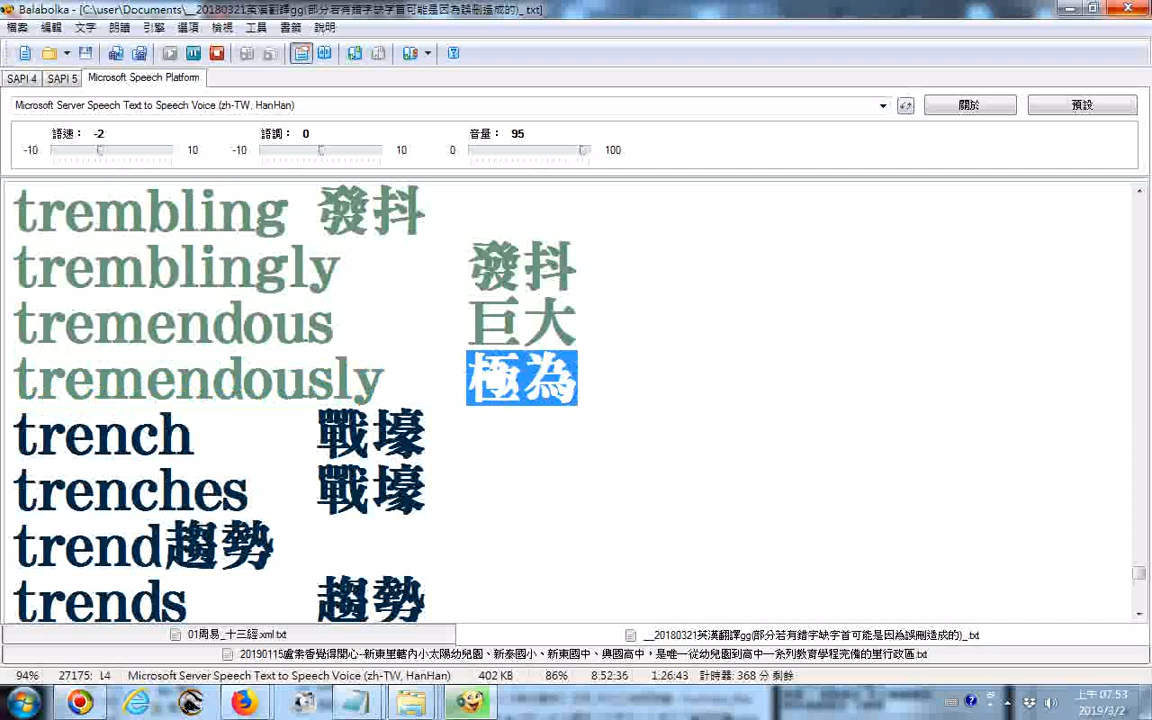 Balabolka - [C:\user\Documents\__20180321英漢翻譯gg(部分若有錯字缺字首可能是因為誤刪造成的)_.txt]
檔案 編輯 文字 朗讀 引擎 選項 檢視 工具 書籤 說明
SAPI 4 SAPI 5 Microsoft Speech Platform
Microsoft Server Speech Text to Speech Voice (zh-TW, HanHan) 關於 預設
語速： -2 語調： 0 音量： 95
-10 10 -10 10 0 100
trembling 發抖
tremblingly 發抖
tremendous 巨大
tremendously 極為
trench 戰壕
trenches 戰壕
trend趨勢
trends 趨勢
01周易_十三經.xml.txt __20180321英漢翻譯gg(部分若有錯字缺字首可能是因為誤刪造成的)_.txt
20190115盧素香覺得開心-新東里轄內小太陽幼兒園、新泰國小、新東國中、興國高中，是唯一從幼兒園到高中一系列教育學程完備的里行政區.txt
94% 27175: L4 Microsoft Server Speech Text to Speech Voice (zh-TW, HanHan) 402 KB 86% 8:52:36 1:26:43 計時器: 368 分 剩餘
上午 07:53
2019/3/2